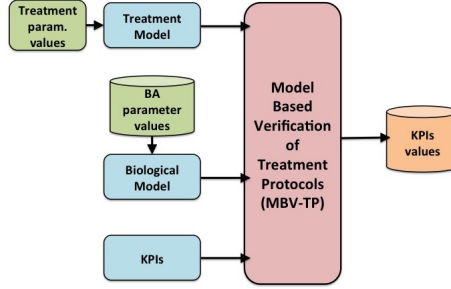 Treatment
param.
values
Treatment
Model
BA
parameter
values
Biological
Model
KPIs
Model
Based
Verification
of
Treatment
Protocols
(MBV-TP)
KPIs
values